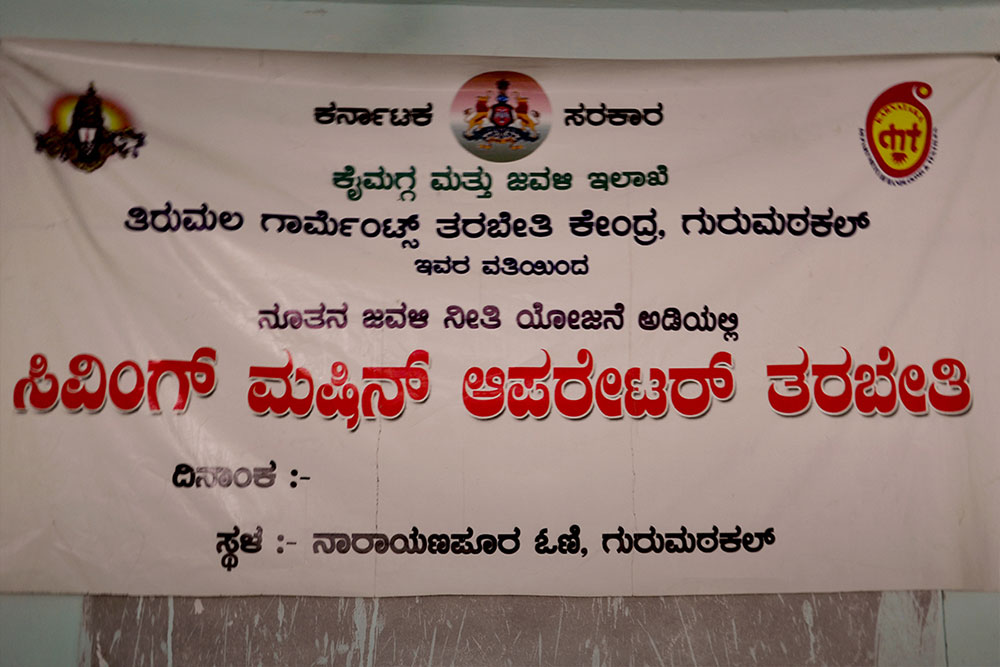 ಕರ್ನಾಟಕ ಸರಕಾರ
ಕೈಮಗ್ಗ ಮತ್ತು ಜವಳಿ ಇಲಾಖೆ
ತಿರುಮಲ ಗಾರ್ಮೆಂಟ್ಸ್ ತರಬೇತಿ ಕೇಂದ್ರ, ಗುರುಮಠಕಲ್
ಇವರ ವತಿಯಿಂದ
ನೂತನ ಜವಳಿ ನೀತಿ ಯೋಜನೆ ಅಡಿಯಲ್ಲಿ
ಸಿವಿಂಗ್ ಮಷಿನ್ ಆಪರೇಟರ್ ತರಬೇತಿ
ದಿನಾಂಕ :-
ಸ್ಥಳ :- ನಾರಾಯಣಪೂರ ಓಣಿ, ಗುರುಮಠಕಲ್